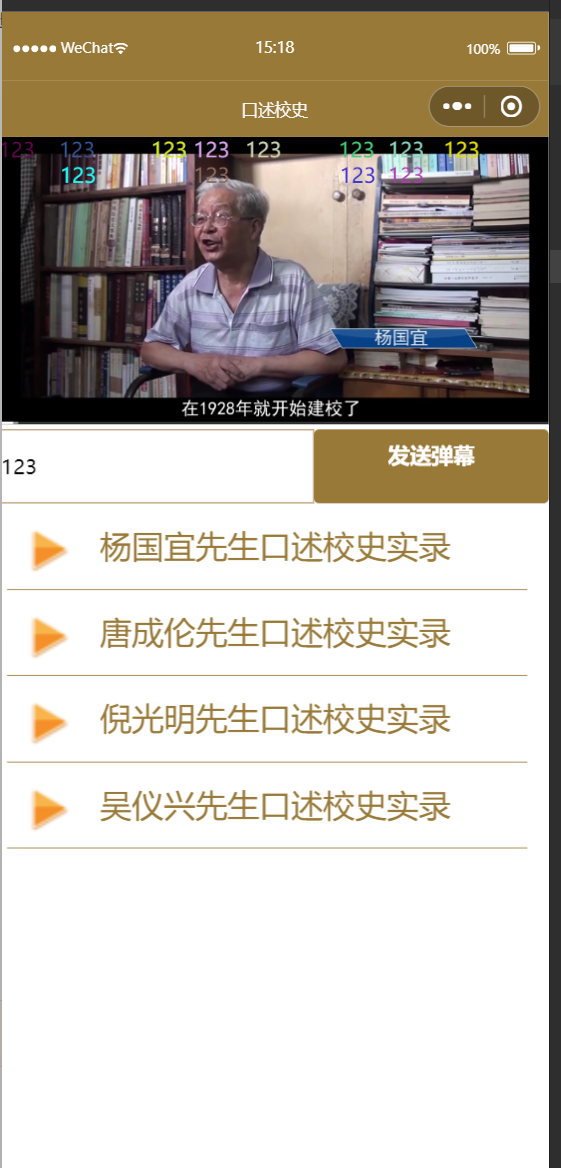 WeChat
15:18
100%
口述校史
123 123 123 123 123 123 123 123
123 123 123 123
杨国宜
在1928年就开始建校了
123
发送弹幕
杨国宜先生口述校史实录
唐成伦先生口述校史实录
倪光明先生口述校史实录
吴仪兴先生口述校史实录